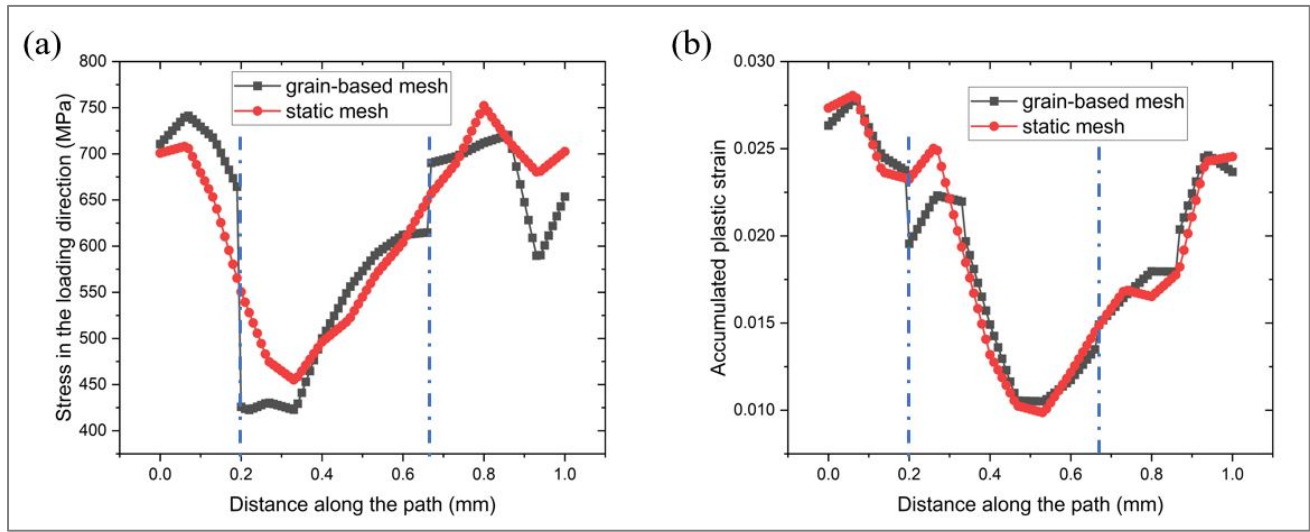 (a)
800
750
700
650
600
550
500
450
400
Stress in the loading direction (MPa)
grain-based mesh
static mesh
0.0 0.2 0.4 0.6 0.8 1.0
Distance along the path (mm)
(b)
0.030
0.025
0.020
0.015
0.010
Accumulated plastic strain
grain-based mesh
static mesh
0.0 0.2 0.4 0.6 0.8 1.0
Distance along the path (mm)